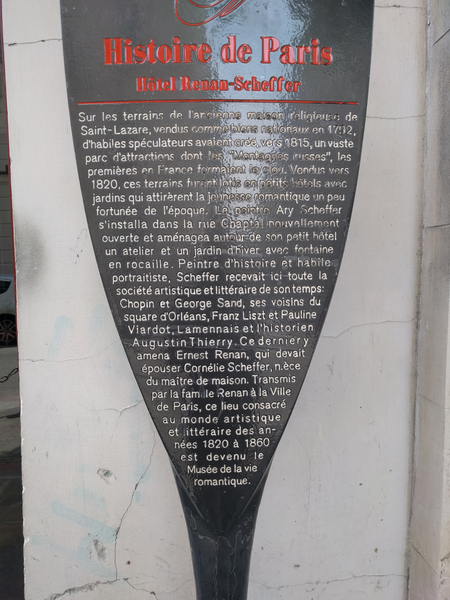 Histoire de Paris
Hôtel Renan-Scheffer
Sur les terrains de l'ancienne maison religieuse de
Saint-Lazare, vendus comme biens nationaux en 1792,
d'habiles spéculateurs avaient créé, vers 1815, un vaste
parc d'attractions dont les "Montagnes russes", les
premières en France formaient le clou. Vendus vers
1820, ces terrains furent lotis en petits hôtels avec
jardins qui attirèrent la jeunesse romantique un peu
fortunée de l'époque. Le peintre Ary Scheffer
s'installa dans la rue Chaptal nouvellement
ouverte et aménagea autour de son petit hôtel
un atelier et un jardin d'hiver avec fontaine
en rocaille. Peintre d'histoire et habile
portraitiste, Scheffer recevait ici toute la
société artistique et littéraire de son temps:
Chopin et George Sand, ses voisins du
square d'Orléans, Franz Liszt et Pauline
Viardot, Lamennais et l'historien
Augustin Thierry. Ce dernier y
amena Ernest Renan, qui devait
épouser Cornélie Scheffer, nièce
du maître de maison. Transmis
par la famille Renan à la Ville
de Paris, ce lieu consacré
au monde artistique
et littéraire des an-
nées 1820 à 1860
est devenu le
Musée de la vie
romantique.